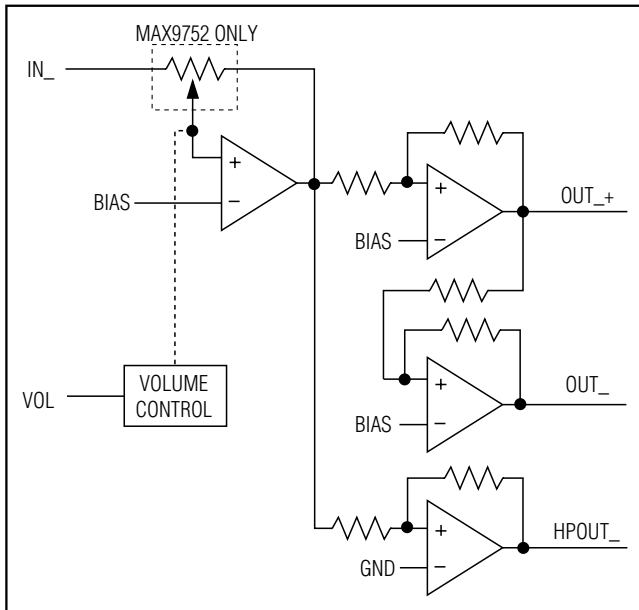 MAX9752 ONLY
IN_
+
−
BIAS
OUT_+
+
−
BIAS
VOL
VOLUME
CONTROL
OUT_
+
−
BIAS
HPOUT_
+
−
GND